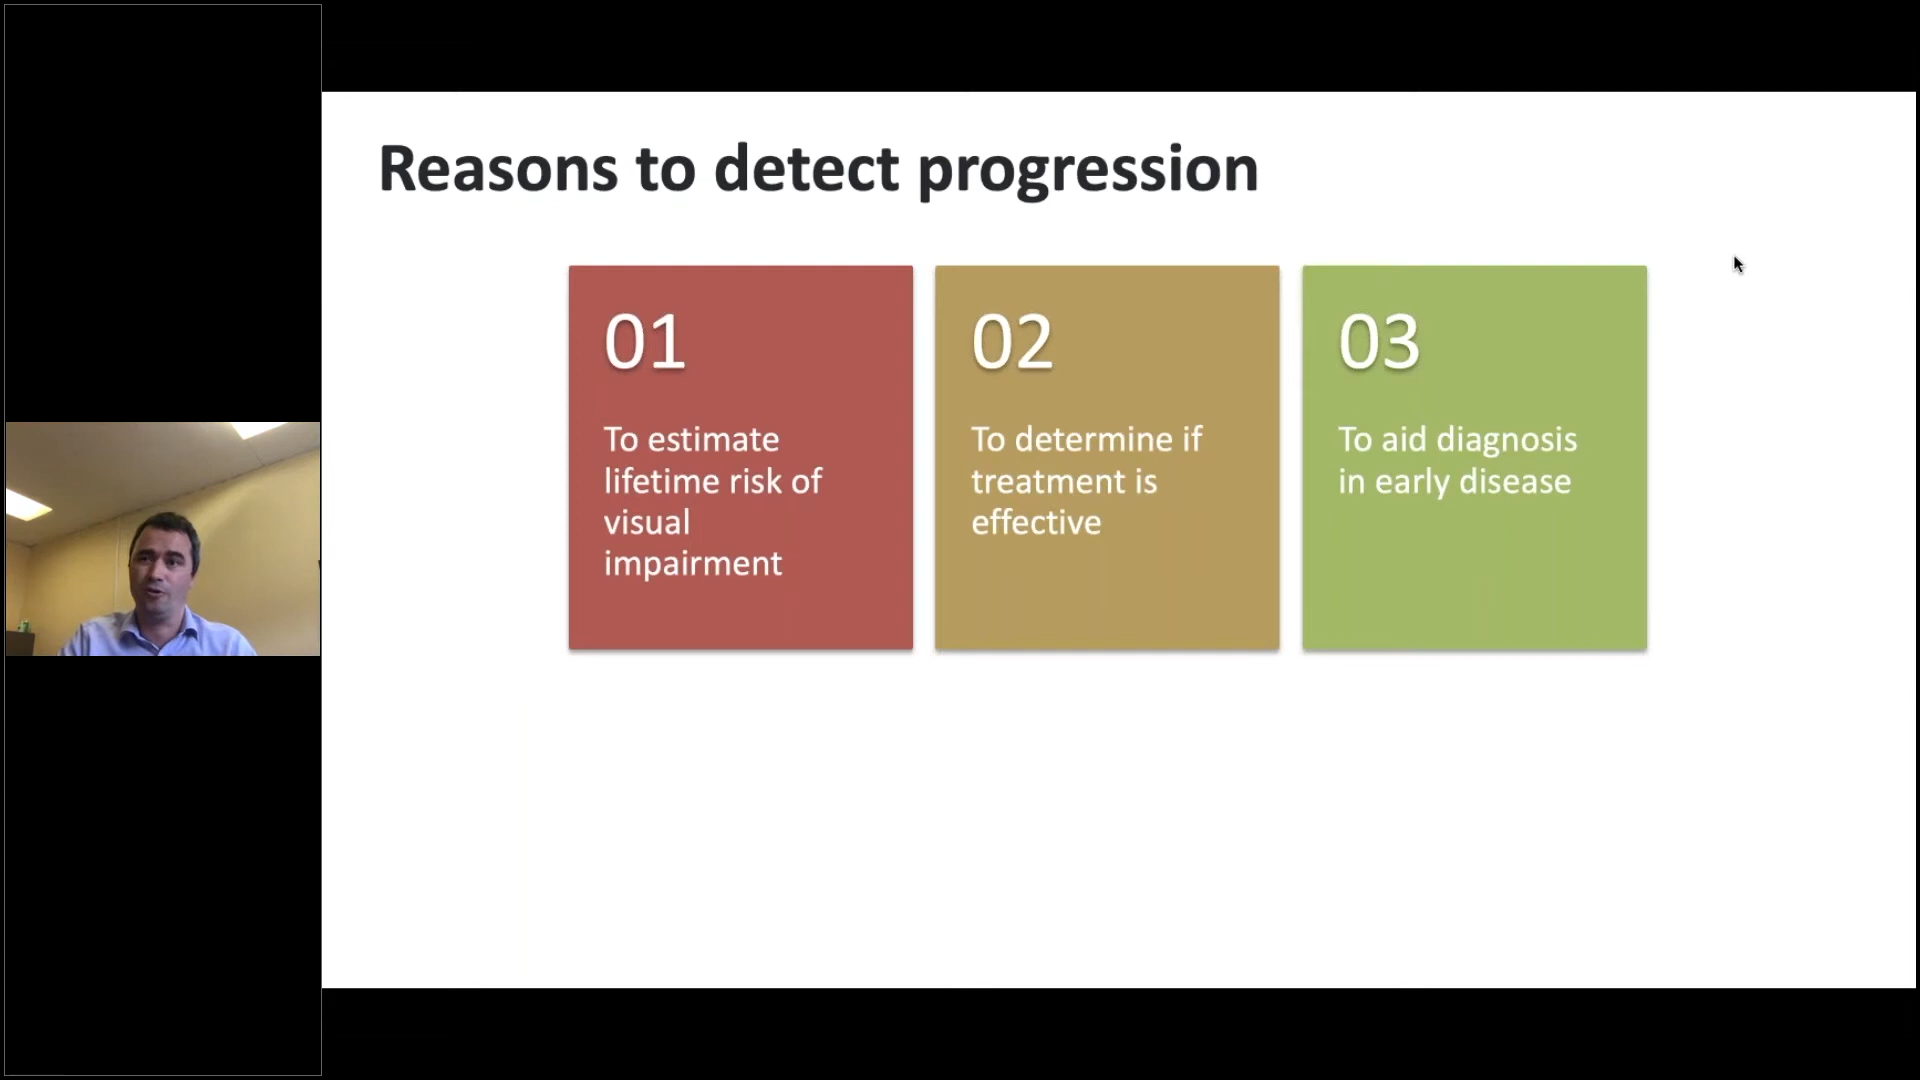 Reasons to detect progression
01
To estimate
lifetime risk of
visual
impairment
02
To determine if
treatment is
effective
03
To aid diagnosis
in early disease